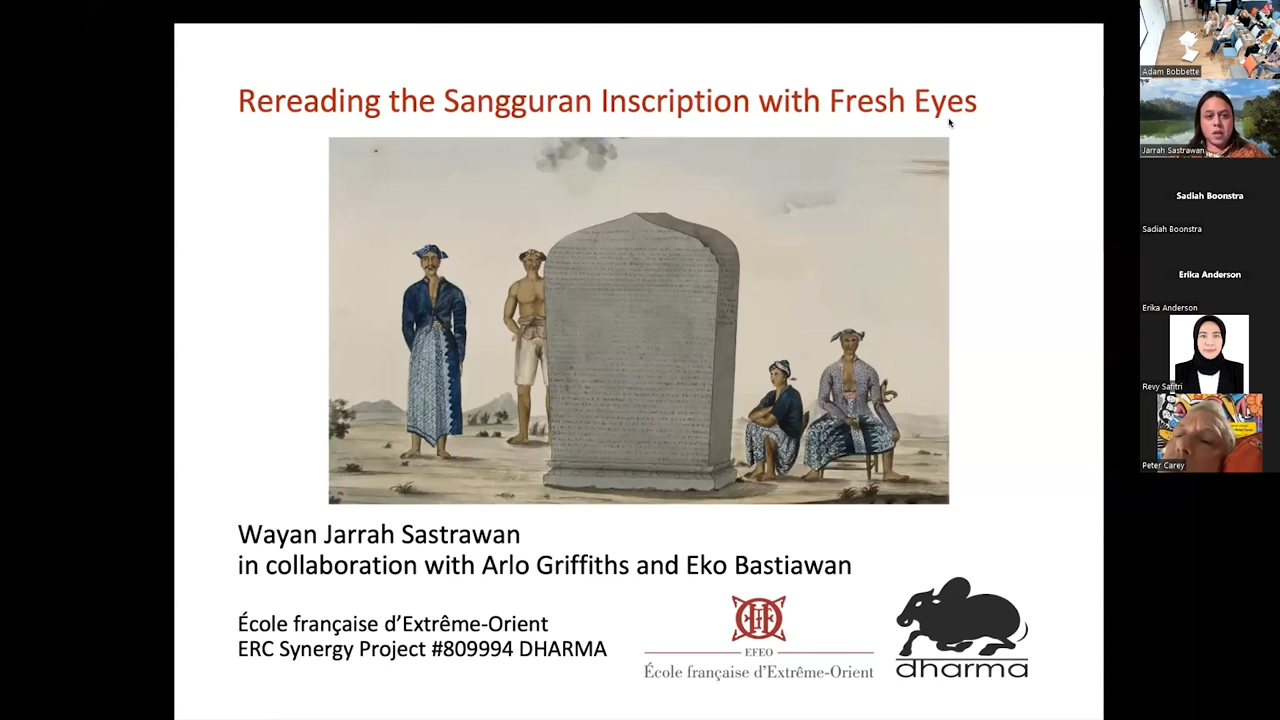 Rereading the Sangguran Inscription with Fresh Eyes
Wayan Jarrah Sastrawan
in collaboration with Arlo Griffiths and Eko Bastiawan
École française d’Extrême-Orient
ERC Synergy Project #809994 DHARMA
EFEO
École française d’Extrême-Orient
dharma
Adam Bobbette
Jarrah Sastrawan
Sadiah Boonstra
Sadiah Boonstra
Erika Anderson
Erika Anderson
Revy Safitri
Peter Carey